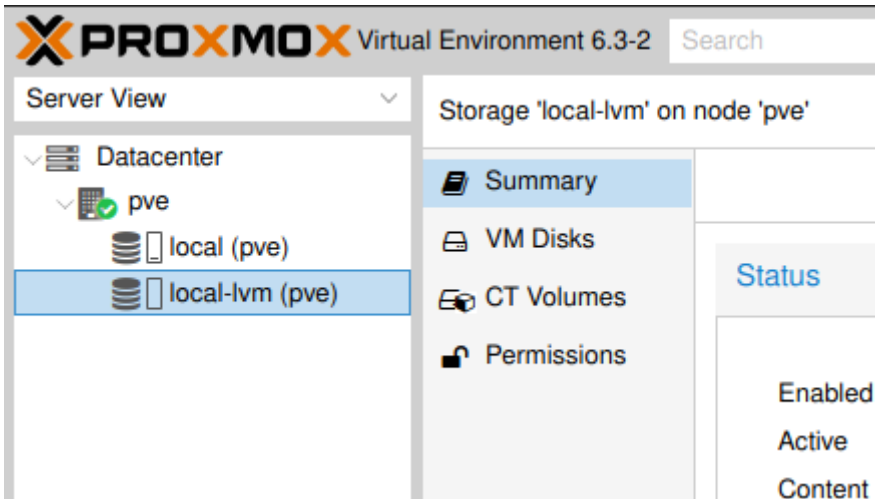 PROXMOX Virtual Environment 6.3-2 Search
Server View
Storage 'local-lvm' on node 'pve'
Datacenter
pve
local (pve)
local-lvm (pve)
Summary
VM Disks
CT Volumes
Permissions
Status
Enabled
Active
Content